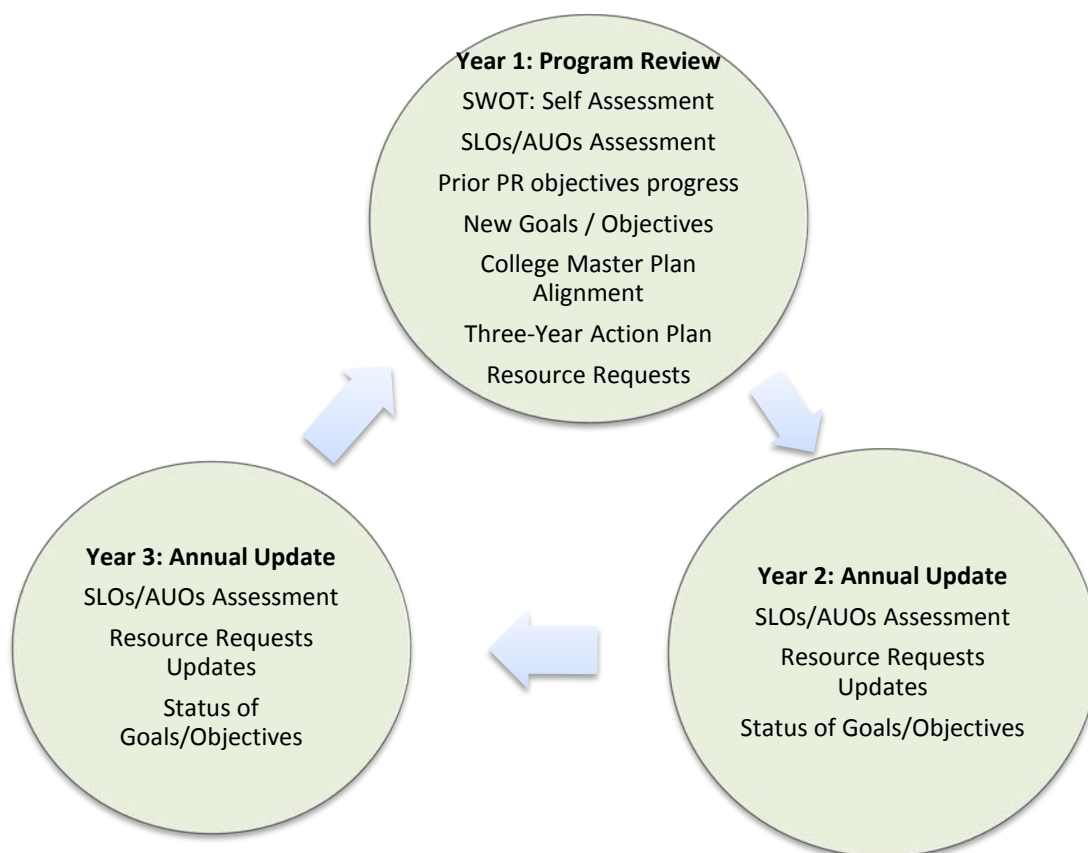 Year 1: Program Review
SWOT: Self Assessment
SLOs/AUOs Assessment
Prior PR objectives progress
New Goals / Objectives
College Master Plan
Alignment
Three-Year Action Plan
Resource Requests
Year 2: Annual Update
SLOs/AUOs Assessment
Resource Requests
Updates
Status of Goals/Objectives
Year 3: Annual Update
SLOs/AUOs Assessment
Resource Requests
Updates
Status of
Goals/Objectives